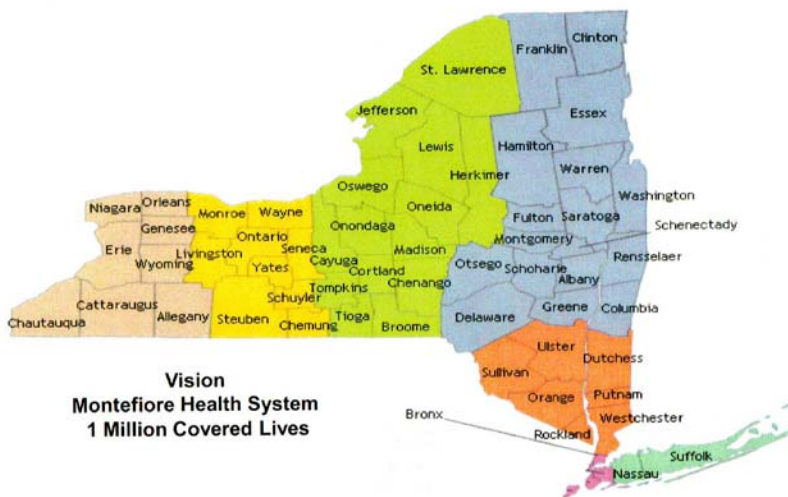 Franklin
Clinton
St. Lawrence
Essex
Jefferson
Lewis
Hamilton
Herkimer
Warren
Oswego
Washington
Niagara
Orleans
Monroe
Wayne
Oneida
Fulton
Saratoga
Schenectady
Genesee
Onondaga
Montgomery
Ontario
Seneca
Madison
Erie
Livingston
Cayuga
Otsego
Rensselaer
Wyoming
Yates
Cortland
Schoharie
Albany
Tompkins
Chenango
Cattaraugus
Schuyler
Chautauqua
Allegany
Steuben
Chemung
Tioga
Broome
Delaware
Greene
Columbia
Ulster
Dutchess
Sullivan
Orange
Putnam
Westchester
Vision
Montefiore Health System
1 Million Covered Lives
Bronx
Rockland
Suffolk
Nassau